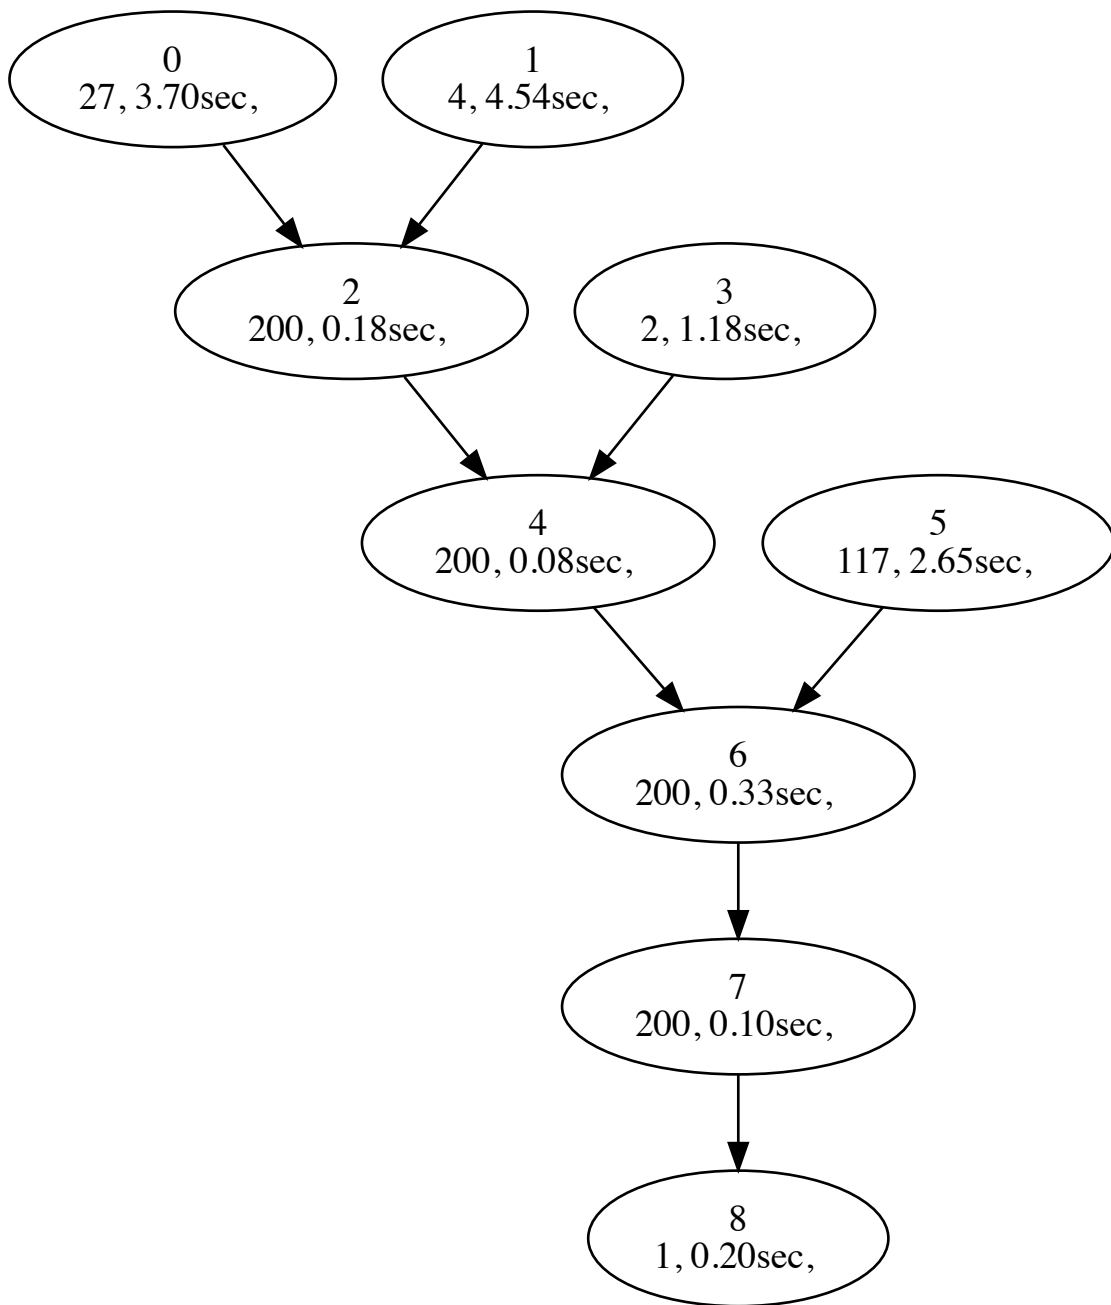 0
27, 3.70sec,
1
4, 4.54sec,
2
200, 0.18sec,
3
2, 1.18sec,
4
200, 0.08sec,
5
117, 2.65sec,
6
200, 0.33sec,
7
200, 0.10sec,
8
1, 0.20sec,